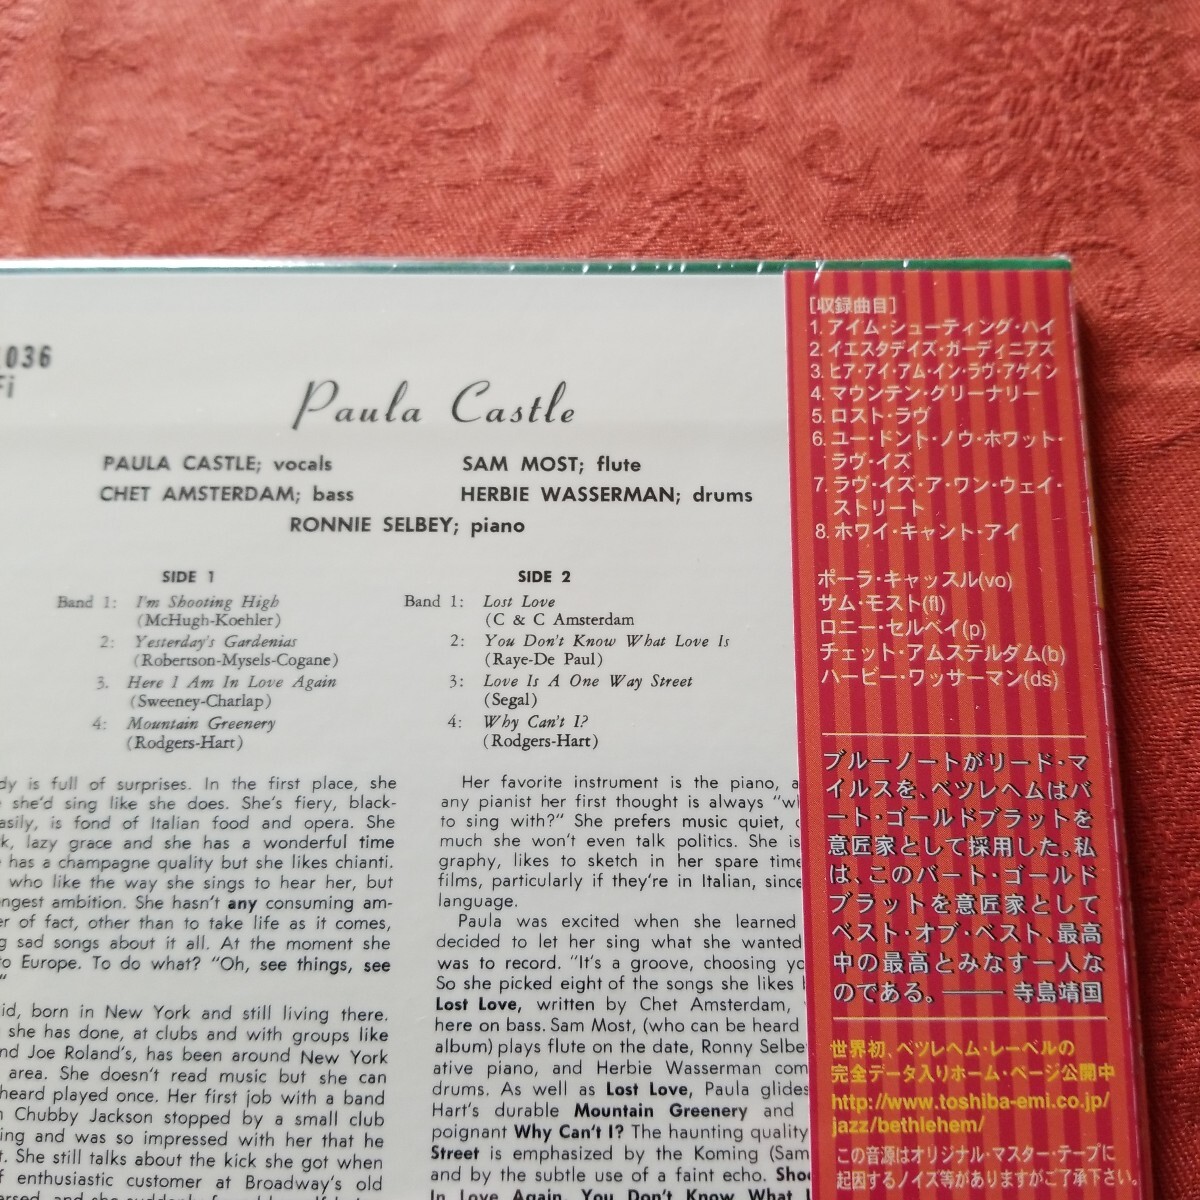 1036
Fi
Paula Castle
PAULA CASTLE; vocals
SAM MOST; flute
CHET AMSTERDAM; bass
HERBIE WASSERMAN; drums
RONNIE SELBEY; piano
SIDE 1
Band 1: I'm Shooting High
(McHugh-Koehler)
2: Yesterday's Gardenias
(Robertson-Mysels-Cogane)
3. Here I Am In Love Again
(Sweeney-Charlap)
4: Mountain Greenery
(Rodgers-Hart)
SIDE 2
Band 1: Lost Love
(C & C Amsterdam
2: You Don't Know What Love Is
(Raye-De Paul)
3: Love Is A One Way Street
(Segal)
4: Why Can't I?
(Rodgers-Hart)
dy is full of surprises. In the first place, she
she'd sing like she does. She's fiery, black-
asily, is fond of Italian food and opera. She
k, lazy grace and she has a wonderful time
has a champagne quality but she likes chianti.
who like the way she sings to hear her, but
ngest ambition. She hasn't any consuming am-
er of fact, other than to take life as it comes,
g sad songs about it all. At the moment she
to Europe. To do what? "Oh, see things, see
"
id, born in New York and still living there.
she has done, at clubs and with groups like
nd Joe Roland's, has been around New York
area. She doesn't read music but she can
heard played once. Her first job with a band
n Chubby Jackson stopped by a small club
ing and was so impressed with her that he
t. She still talks about the kick she got when
f enthusiastic customer at Broadway's old
Her favorite instrument is the piano, a
any pianist her first thought is always "wh
to sing with?" She prefers music quiet,
much she won't even talk politics. She is
graphy, likes to sketch in her spare time
films, particularly if they're in Italian, since
language.
Paula was excited when she learned
decided to let her sing what she wanted
was to record. "It's a groove, choosing yo
So she picked eight of the songs she likes
Lost Love, written by Chet Amsterdam,
here on bass. Sam Most, (who can be heard
album) plays flute on the date, Ronny Selbe
ative piano, and Herbie Wasserman com
drums. As well as Lost Love, Paula glides
Hart's durable Mountain Greenery and
poignant Why Can't I? The haunting quality
Street is emphasized by the Koming (Sam
and by the subtle use of a faint echo. Shoo
In Love Again, You Don't Know What L
[収録曲目]
1. アイム・シューティング・ハイ
2. イエスタデイズ・ガーディニアズ
3. ヒア・アイ・アム・イン・ラヴ・アゲイン
4. マウンテン・グリーナリー
5. ロスト・ラヴ
6. ユー・ドント・ノウ・ホワット・
ラヴ・イズ
7. ラヴ・イズ・ア・ワン・ウェイ・
ストリート
8. ホワイ・キャント・アイ
ポーラ・キャッスル(vo)
サム・モスト(fl)
ロニー・セルベイ(p)
チェット・アムステルダム(b)
ハービー・ワッサーマン(ds)
ブルーノートがリード・マ
イルスを、ベツレヘムはバ
ート・ゴールドブラットを
意匠家として採用した。私
は、このバート・ゴールド
ブラットを意匠家として
ベスト・オブ・ベスト、最高
中の最高とみなす一人な
のである。—— 寺島靖国
世界初、ベツレヘム・レーベルの
完全データ入りホーム・ページ公開中
http://www.toshiba-emi.co.jp/
jazz/bethlehem/
この音源はオリジナル・マスター・テープに
起因するノイズ等がありますがご了承下さい。